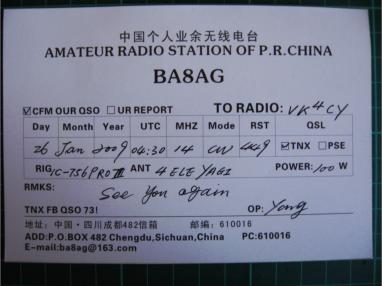 中国个人业余无线电台
AMATEUR RADIO STATION OF P.R.CHINA
BA8AG
☑CFM OUR QSO ☐UR REPORT TO RADIO: VK4CY
Day Month Year UTC MHZ Mode RST QSL
26 Jan 2009 04:30 14 CW 449 ☑TNX ☐PSE
RIG IC-756PROIII ANT 4 ELE YAGI POWER: 100 W
RMKS: See You again
TNX FB QSO 73! OP: Yong
地址:中国·四川成都482信箱 邮编:610016
ADD:P.O.BOX 482 Chengdu,Sichuan,China PC:610016
E-mail:ba8ag@163.com